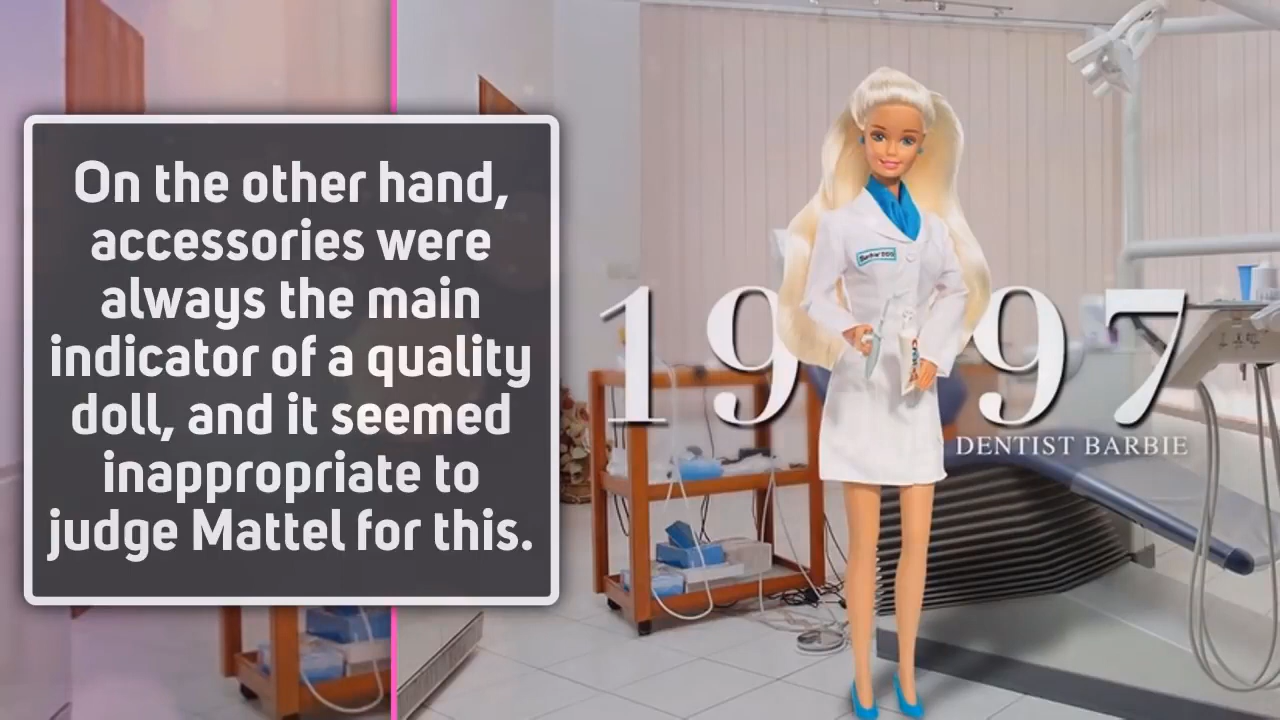 On the other hand,
accessories were
always the main
indicator of a quality
doll, and it seemed
inappropriate to
judge Mattel for this.
1997
DENTIST BARBIE